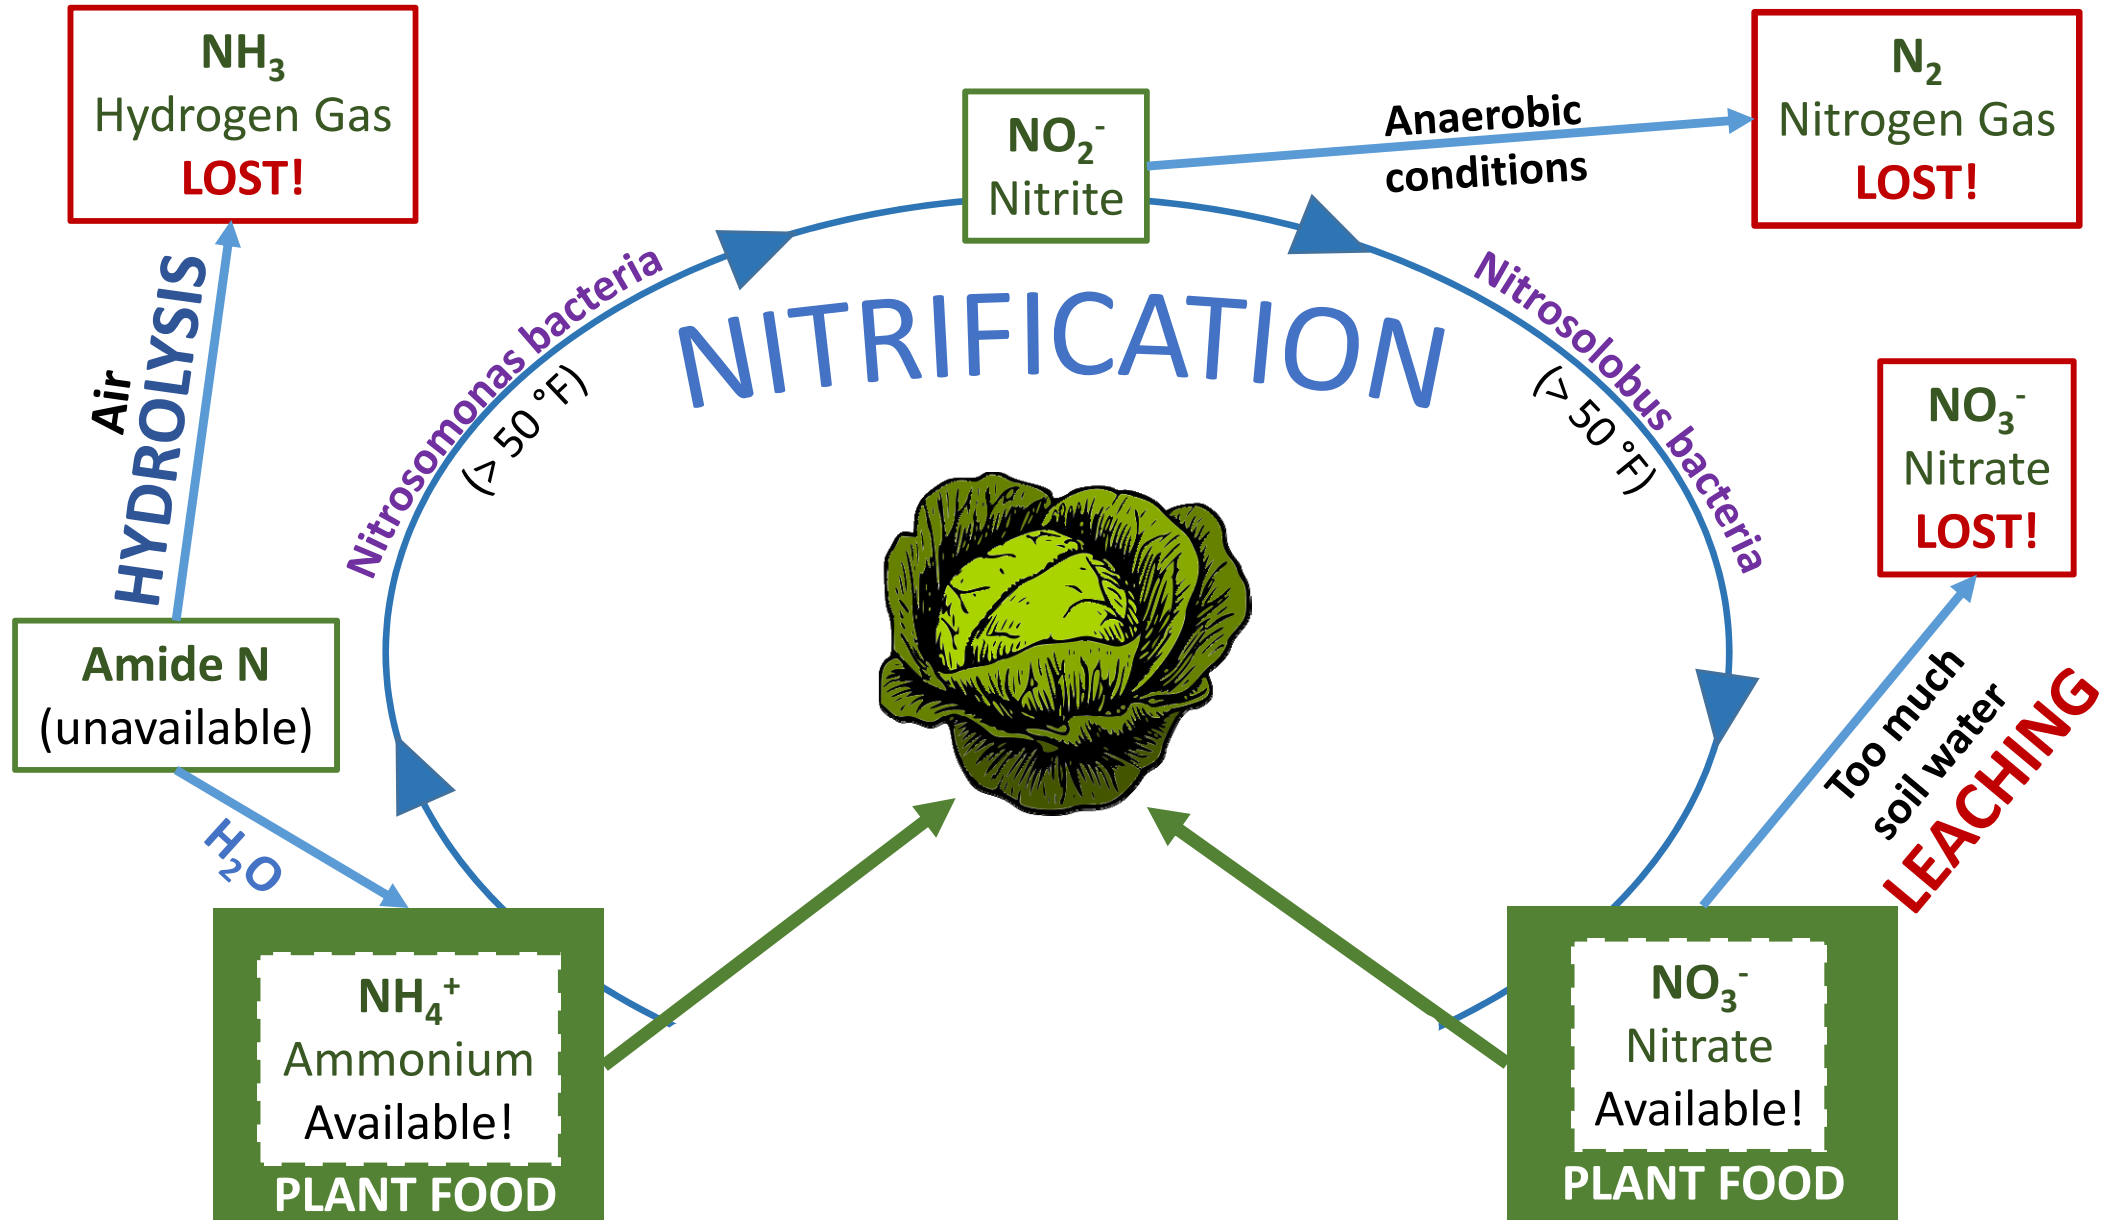 NH₃
Hydrogen Gas
LOST!
NO₂⁻
Nitrite
Anaerobic
conditions
N₂
Nitrogen Gas
LOST!
Air
HYDROLYSIS
Nitrosomonas bacteria
(> 50 °F)
NITRIFICATION
Nitrosolobus bacteria
(> 50 °F)
NO₃⁻
Nitrate
LOST!
Amide N
(unavailable)
H₂O
Too much
soil water
LEACHING
NH₄⁺
Ammonium
Available!
PLANT FOOD
NO₃⁻
Nitrate
Available!
PLANT FOOD